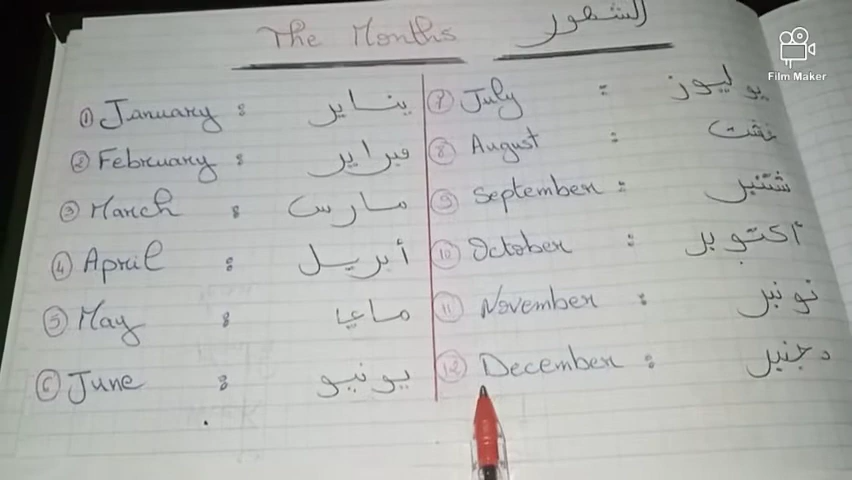 The Months الشهور
① January : يناير
② February : فبراير
③ March : مارس
④ April : أبريل
⑤ May : ماي
⑥ June : يونيو
⑦ July : يوليوز
⑧ August : غشت
⑨ September : شتنبر
⑩ October : أكتوبر
⑪ November : نونبر
⑫ December : دجنبر
Film Maker